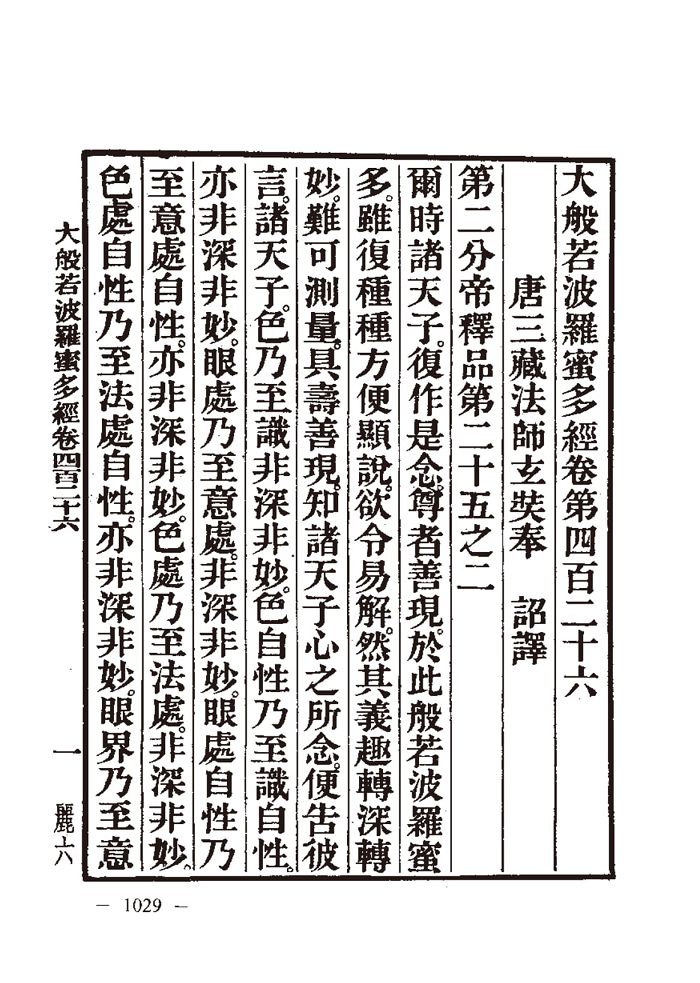 大般若波羅蜜多經卷第四百二十六
唐三藏法師玄奘奉　詔譯
第二分帝釋品第二十五之二
爾時諸天子。復作是念。尊者善現。於此般若波羅蜜
多。雖復種種方便顯說。欲令易解。然其義趣轉深轉
妙。難可測量。具壽善現。知諸天子心之所念。便告彼
言。諸天子。色乃至識非深非妙。色自性乃至識自性。
亦非深非妙。眼處乃至意處。非深非妙。眼處自性乃
至意處自性。亦非深非妙。色處乃至法處。非深非妙。
色處自性乃至法處自性。亦非深非妙。眼界乃至意
大般若波羅蜜多經卷四百二十六　一　麗六
— 1029 —